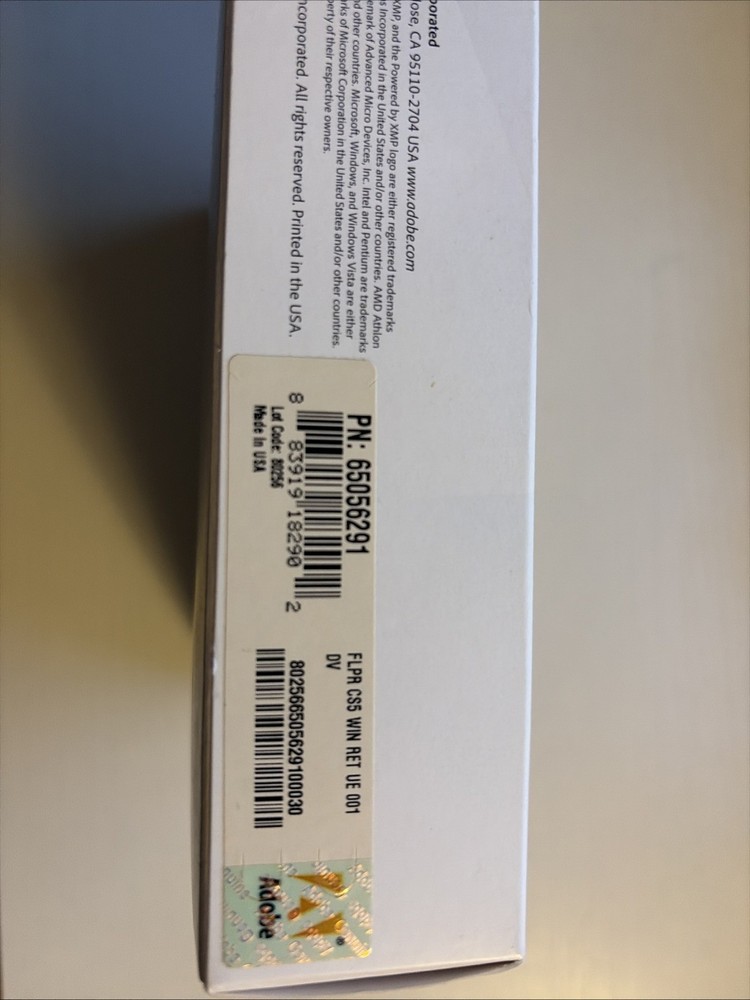 porated
lose, CA 95110-2704 USA www.adobe.com
XMP, and the Powered by XMP logo are either registered trademarks
s Incorporated in the United States and/or other countries. AMD Athlon
emark of Advanced Micro Devices, Inc. Intel and Pentium are trademarks
nd other countries. Microsoft, Windows, and Windows Vista are either
rks of Microsoft Corporation in the United States and/or other countries.
perty of their respective owners.
ncorporated. All rights reserved. Printed in the USA.
PN: 65056291
8 83919 18290 2
Lot Code: 80256
Made In USA
FLPR CS5 WIN RET UE 001
DV
8025665056291000030
Adobe®